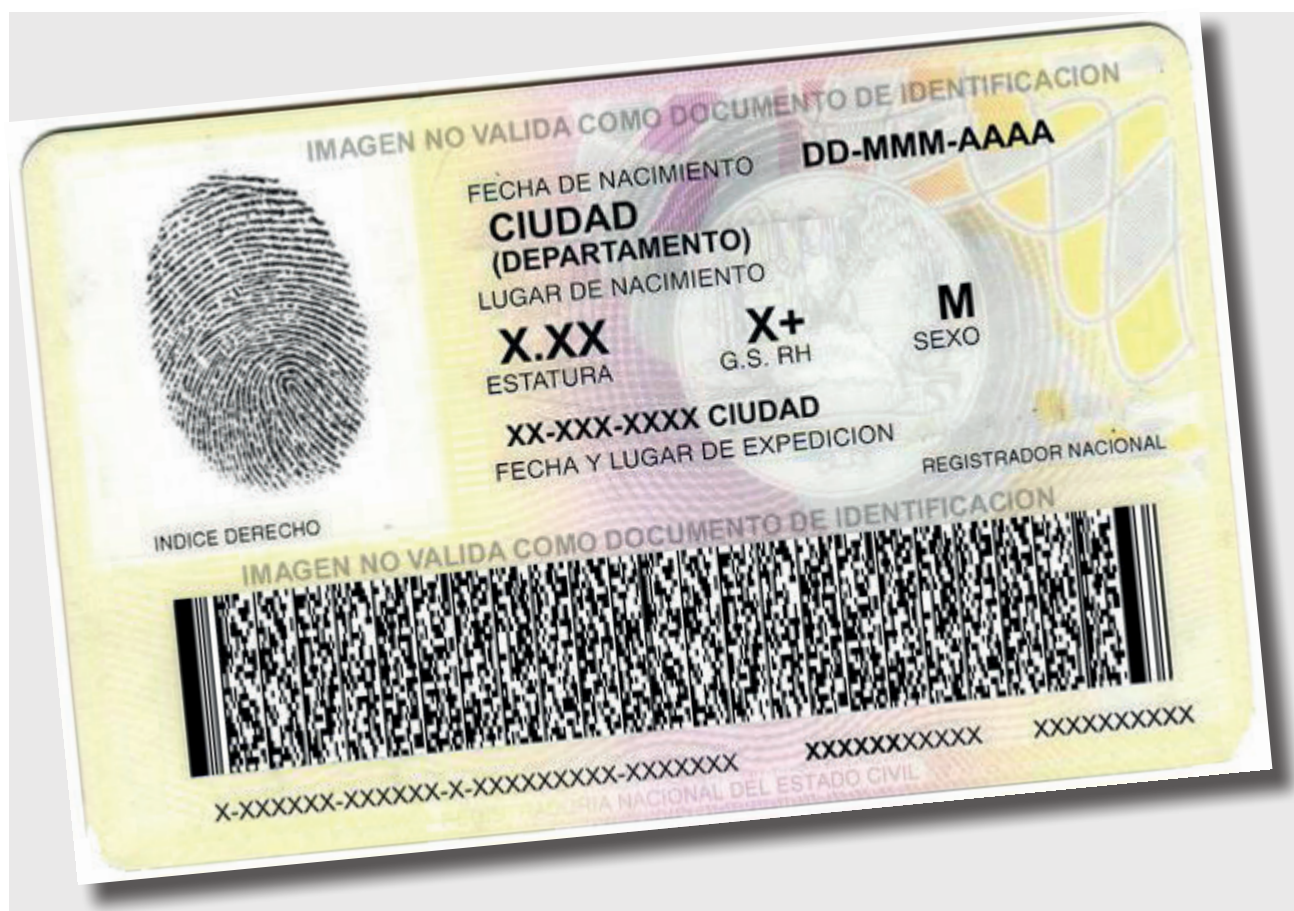 IMAGEN NO VALIDA COMO DOCUMENTO DE IDENTIFICACION
FECHA DE NACIMIENTO DD-MMM-AAAA
CIUDAD
(DEPARTAMENTO)
LUGAR DE NACIMIENTO
X.XX X+ M
ESTATURA G.S. RH SEXO
XX-XXX-XXXX CIUDAD
FECHA Y LUGAR DE EXPEDICION
REGISTRADOR NACIONAL
INDICE DERECHO
IMAGEN NO VALIDA COMO DOCUMENTO DE IDENTIFICACION
X-XXXXXX-XXXXXX-X-XXXXXXXXX-XXXXXXX XXXXXXXXXXX XXXXXXXXXX
NACIONAL DEL ESTADO CIVIL